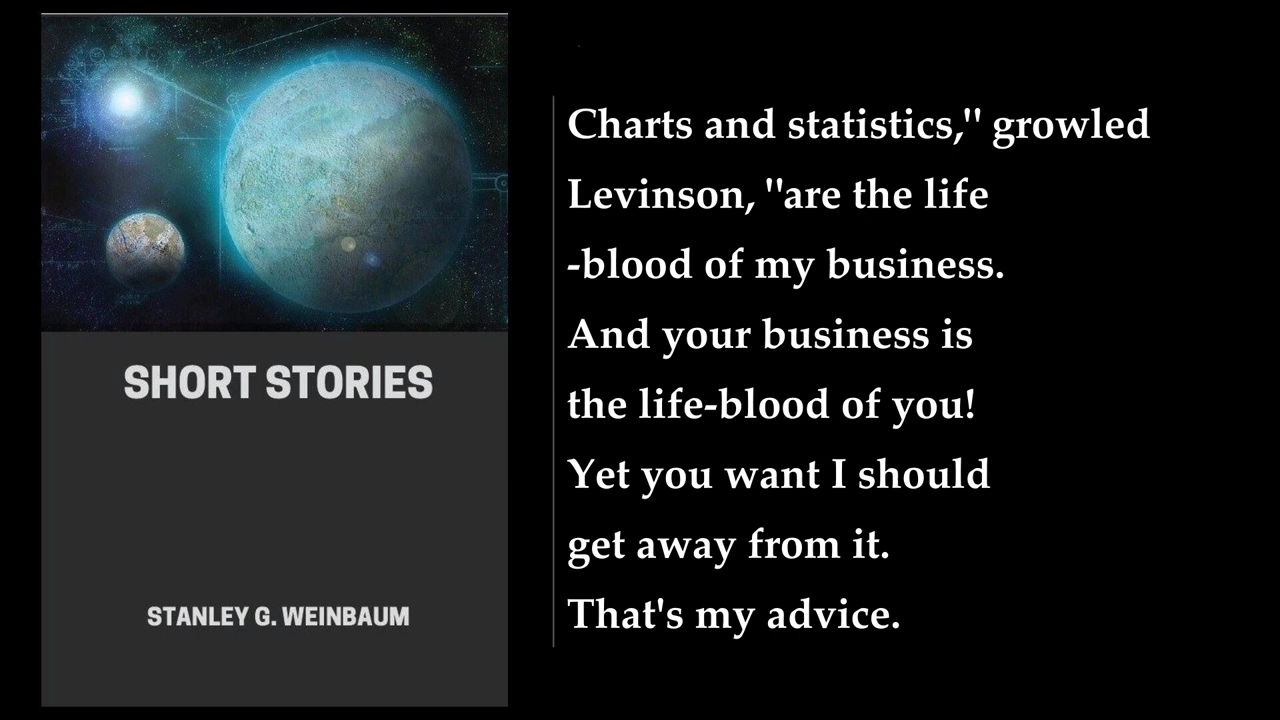 SHORT STORIES
STANLEY G. WEINBAUM
Charts and statistics," growled
Levinson, "are the life
-blood of my business.
And your business is
the life-blood of you!
Yet you want I should
get away from it.
That's my advice.